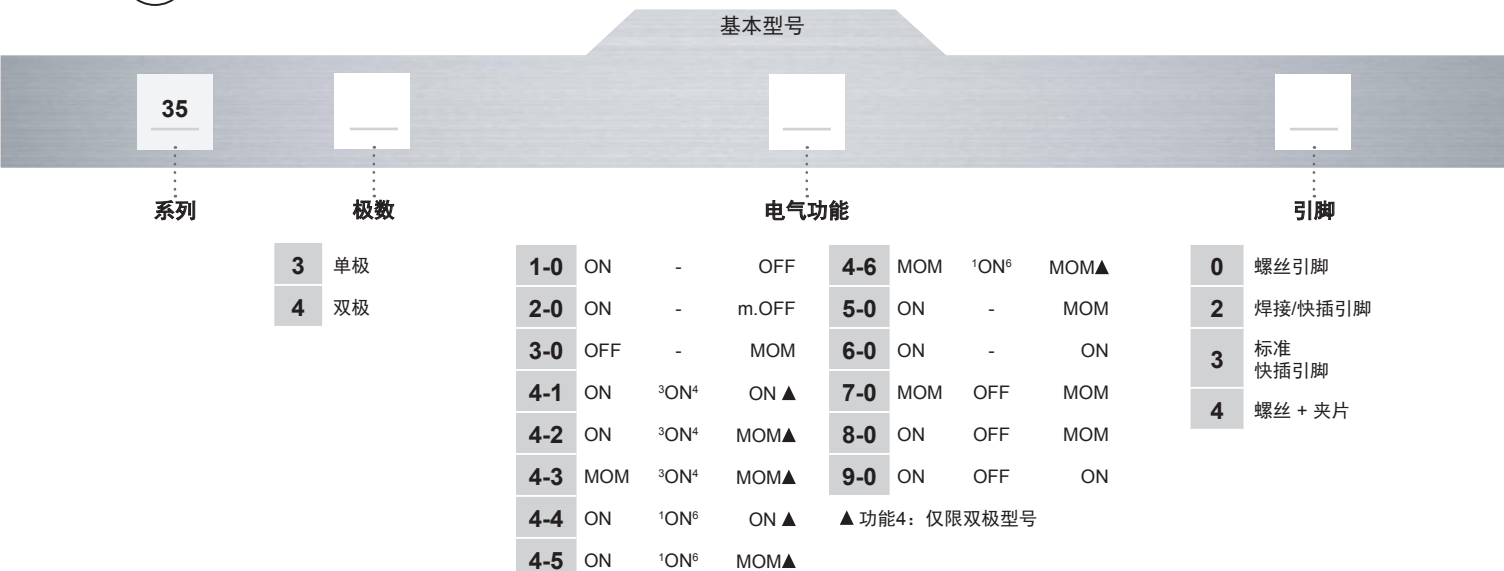 基本型号
35
系列
极数
电气功能
引脚
3 单极
4 双极
1-0 ON - OFF
2-0 ON - m.OFF
3-0 OFF - MOM
4-1 ON ³ON⁴ ON ▲
4-2 ON ³ON⁴ MOM▲
4-3 MOM ³ON⁴ MOM▲
4-4 ON ¹ON⁶ ON ▲
4-5 ON ¹ON⁶ MOM▲
4-6 MOM ¹ON⁶ MOM▲
5-0 ON - MOM
6-0 ON - ON
7-0 MOM OFF MOM
8-0 ON OFF MOM
9-0 ON OFF ON
▲ 功能4：仅限双极型号
0 螺丝引脚
2 焊接/快插引脚
3 标准
快插引脚
4 螺丝 + 夹片